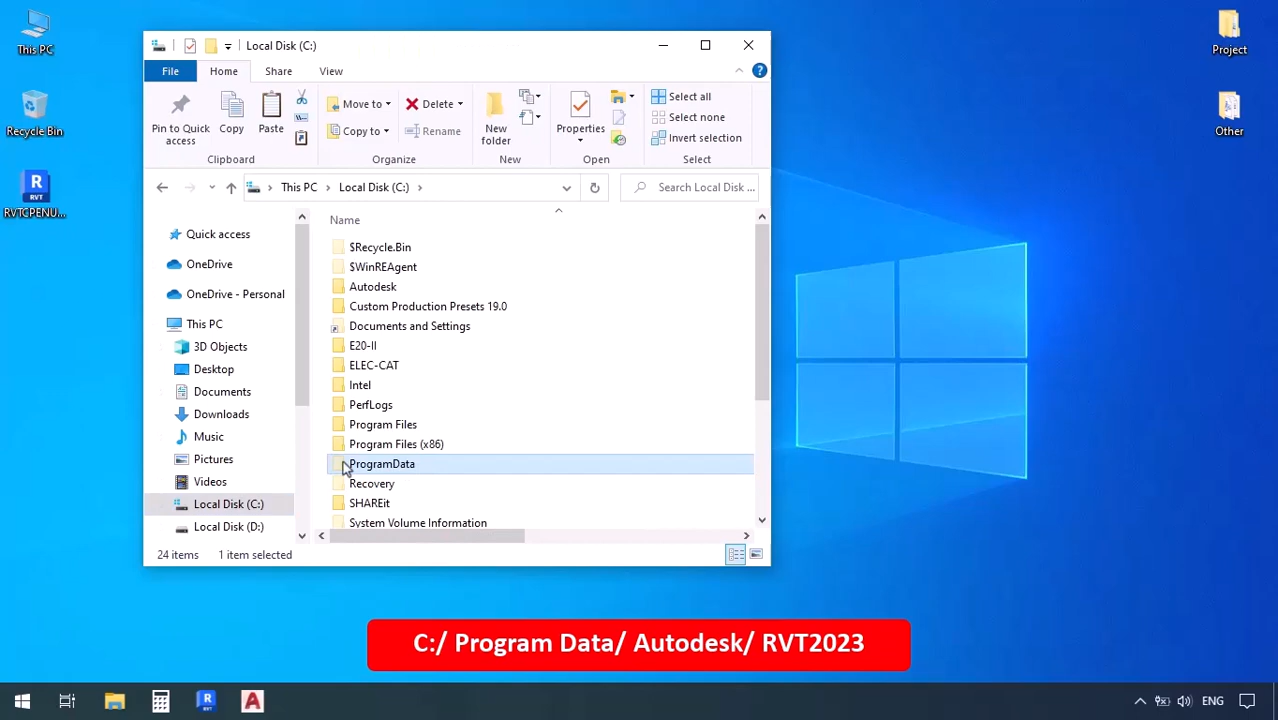 This PC
Recycle Bin
R
RVT
RVTCPENU...
Project
Other
Local Disk (C:)
File
Home
Share
View
?
Pin to Quick
access
Copy
Paste
Move to
Copy to
Delete
Rename
New
folder
Properties
Select all
Select none
Invert selection
Clipboard
Organize
New
Open
Select
This PC
Local Disk (C:)
Search Local Disk ...
Quick access
OneDrive
OneDrive - Personal
This PC
3D Objects
Desktop
Documents
Downloads
Music
Pictures
Videos
Local Disk (C:)
Local Disk (D:)
Name
$Recycle.Bin
$WinREAgent
Autodesk
Custom Production Presets 19.0
Documents and Settings
E20-II
ELEC-CAT
Intel
PerfLogs
Program Files
Program Files (x86)
ProgramData
Recovery
SHAREit
System Volume Information
24 items
1 item selected
C:/ Program Data/ Autodesk/ RVT2023
R
A
ENG